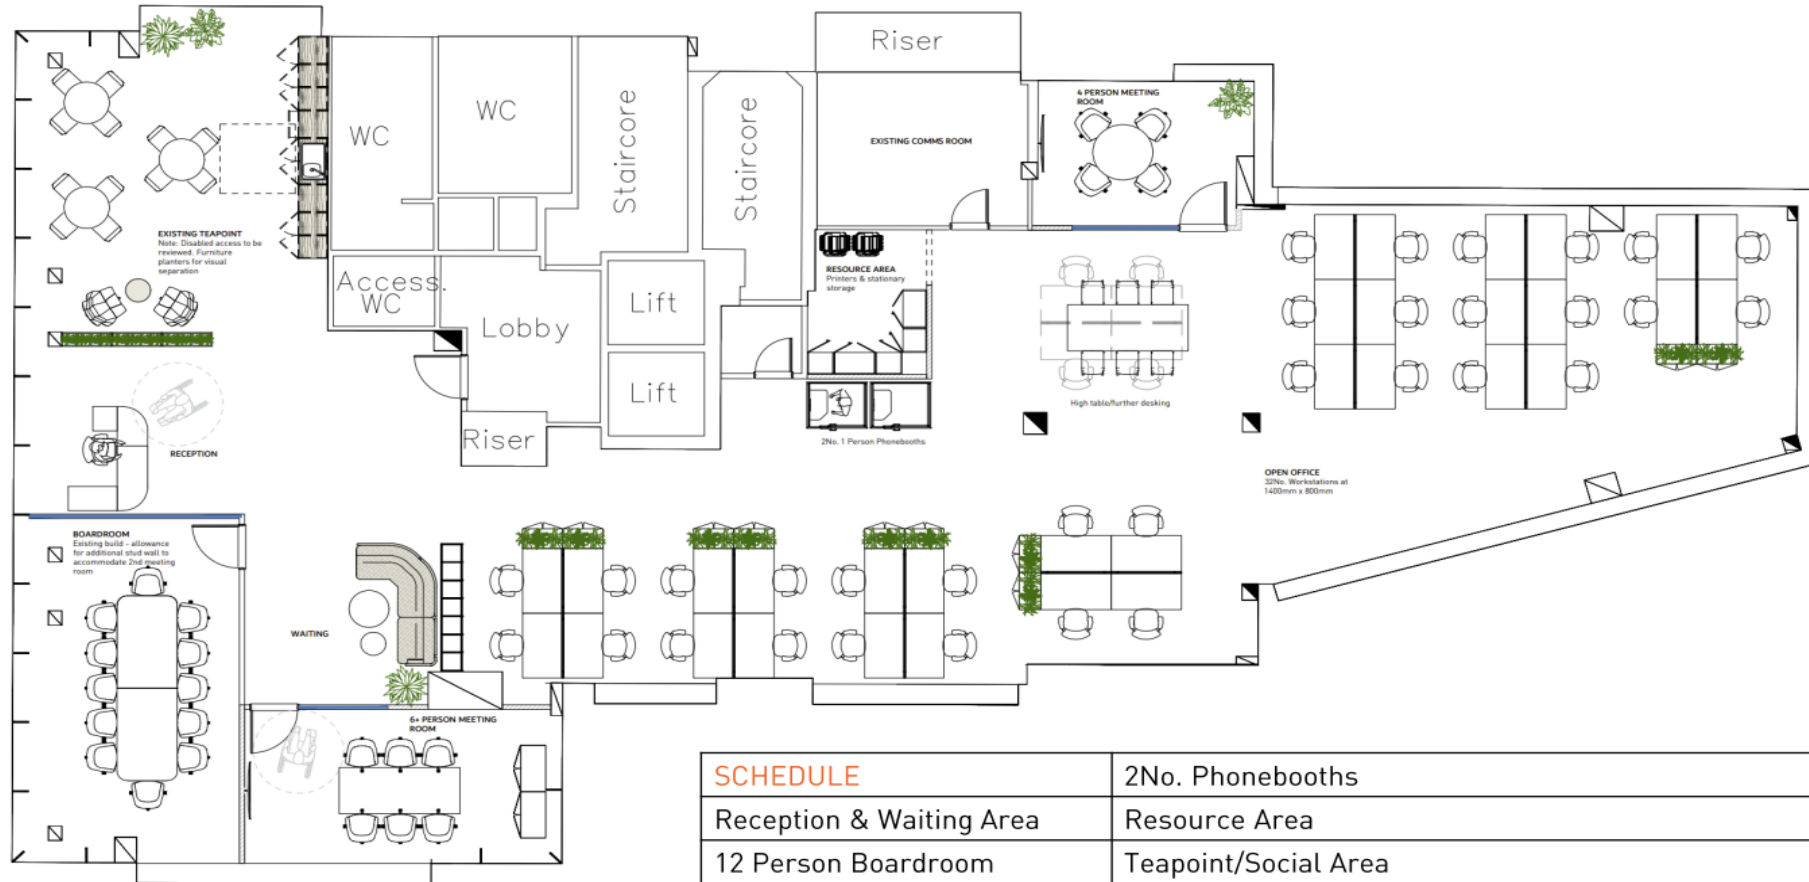 Riser
4 PERSON MEETING
ROOM
WC
WC
Staircore
Staircore
EXISTING COMMS ROOM
EXISTING TEAPOINT
Note: Disabled access to be
reviewed. Furniture
planters for visual
separation
RESOURCE AREA
Printers & stationary
storage
Access.
WC
Lift
Lobby
Lift
High table/further desking
Riser
2No. 1 Person Phonebooths
RECEPTION
OPEN OFFICE
32No. Workstations at
1400mm x 800mm
BOARDROOM
Existing build - allowance
for additional stud wall to
accommodate 2nd meeting
room
WAITING
6+ PERSON MEETING
ROOM
SCHEDULE
2No. Phonebooths
Reception & Waiting Area
Resource Area
12 Person Boardroom
Teapoint/Social Area